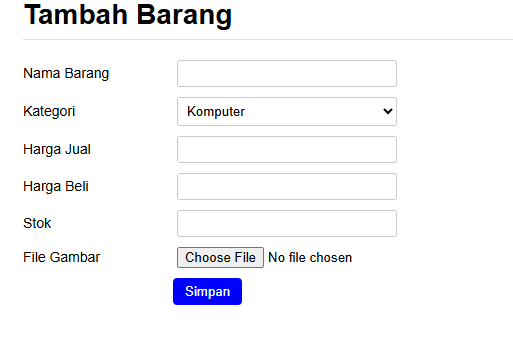 Tambah Barang
Nama Barang
Kategori Komputer
Harga Jual
Harga Beli
Stok
File Gambar Choose File No file chosen
Simpan